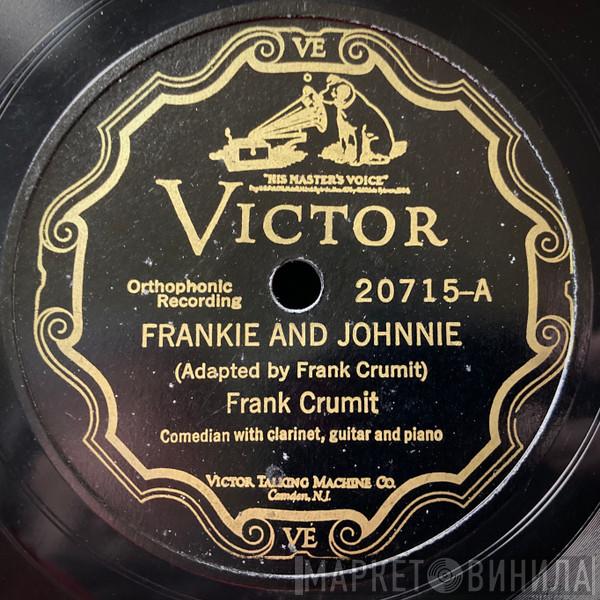 VE
"HIS MASTER'S VOICE"
VICTOR
Orthophonic
Recording
20715-A
FRANKIE AND JOHNNIE
(Adapted by Frank Crumit)
Frank Crumit
Comedian with clarinet, guitar and piano
VICTOR TALKING MACHINE CO.
Camden, N.J.
VE
МАРКЕТ ВИНИЛА